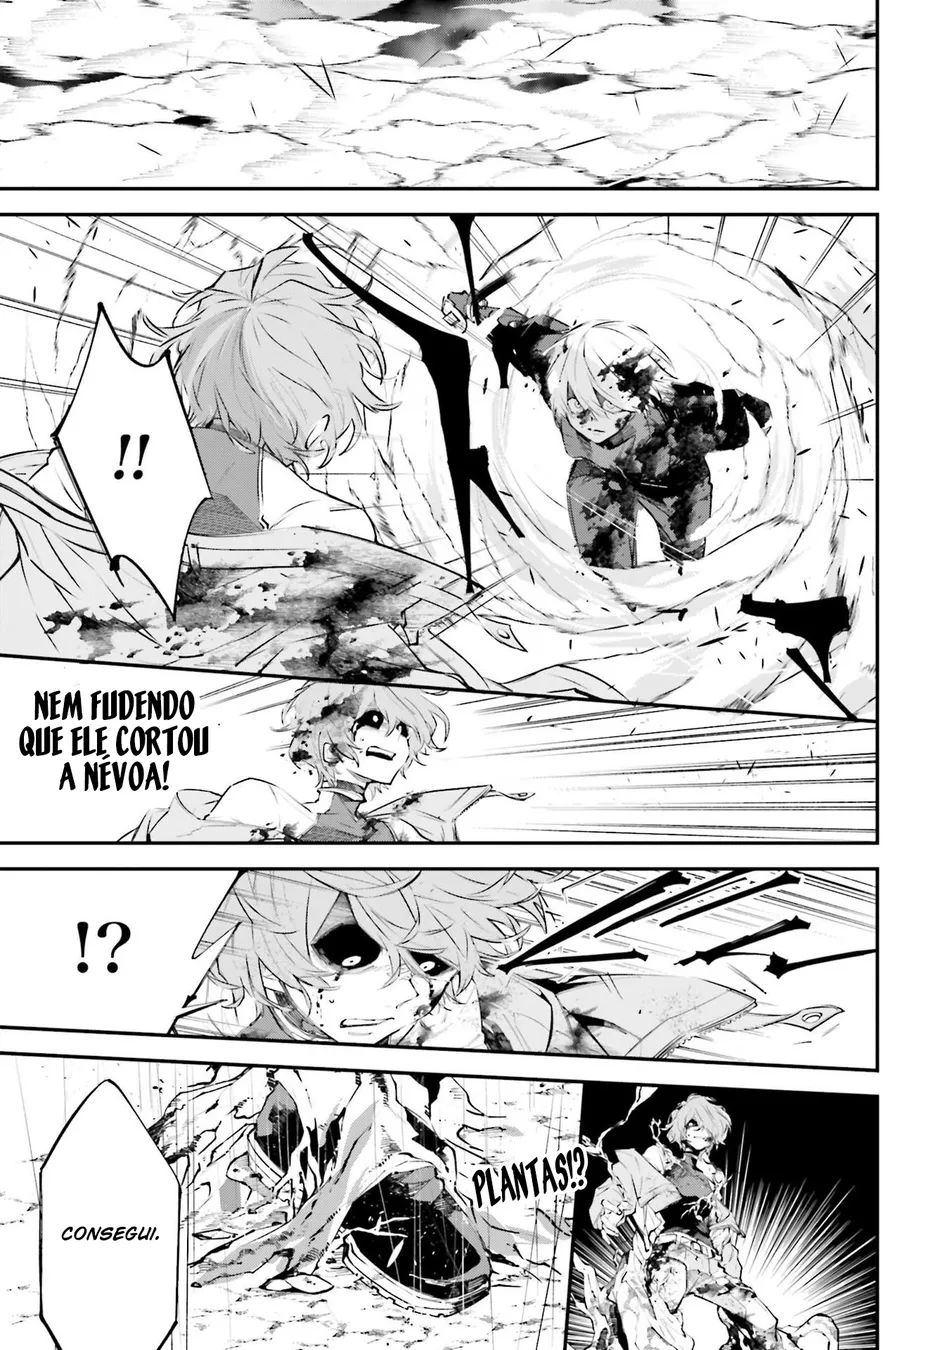 !!
NEM FUDENDO
QUE ELE CORTOU
A NÉVOA!
!?
PLANTAS!?
CONSEGUI.